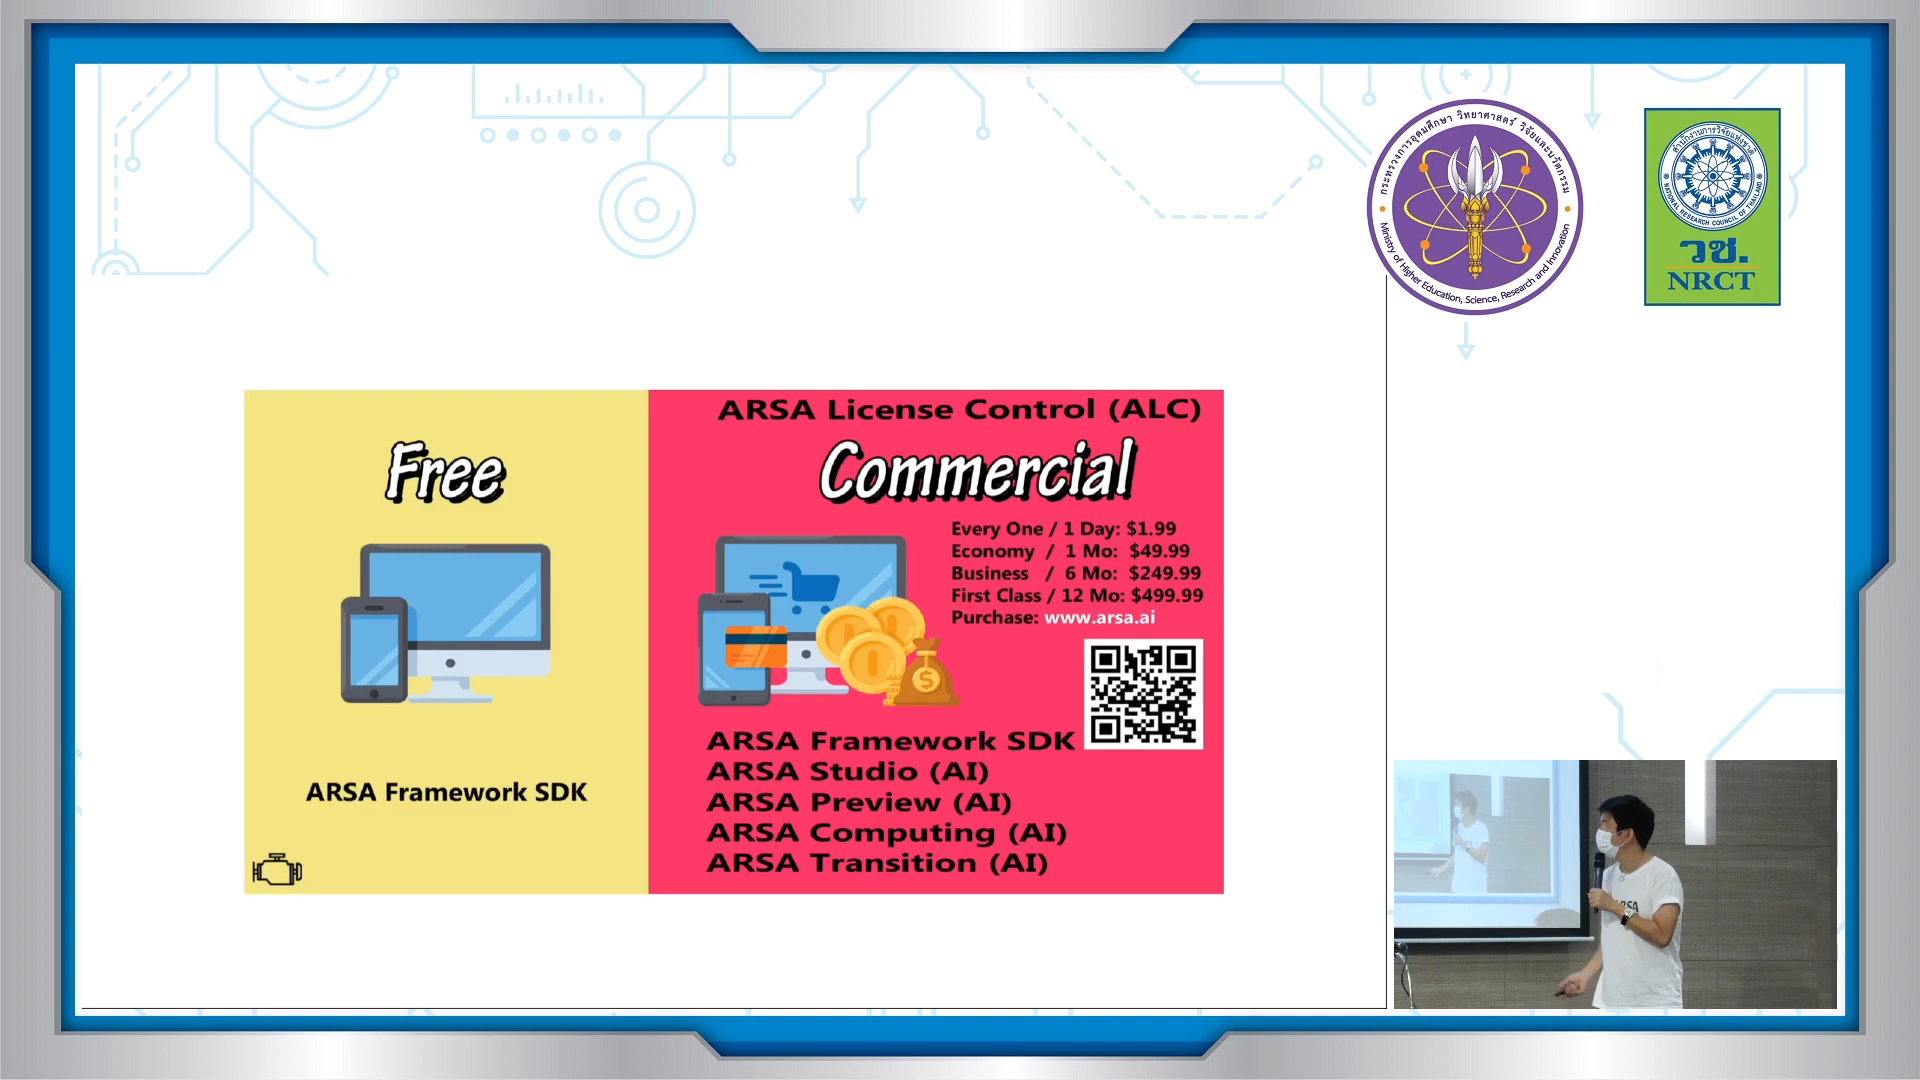 กระทรวงการอุดมศึกษา วิทยาศาสตร์ วิจัยและนวัตกรรม
Ministry of Higher Education, Science, Research and Innovation
สำนักงานการวิจัยแห่งชาติ
NATIONAL RESEARCH COUNCIL OF THAILAND
วช.
NRCT
Free
ARSA Framework SDK
ARSA License Control (ALC)
Commercial
Every One / 1 Day: $1.99
Economy / 1 Mo: $49.99
Business / 6 Mo: $249.99
First Class / 12 Mo: $499.99
Purchase: www.arsa.ai
ARSA Framework SDK
ARSA Studio (AI)
ARSA Preview (AI)
ARSA Computing (AI)
ARSA Transition (AI)
ARSA